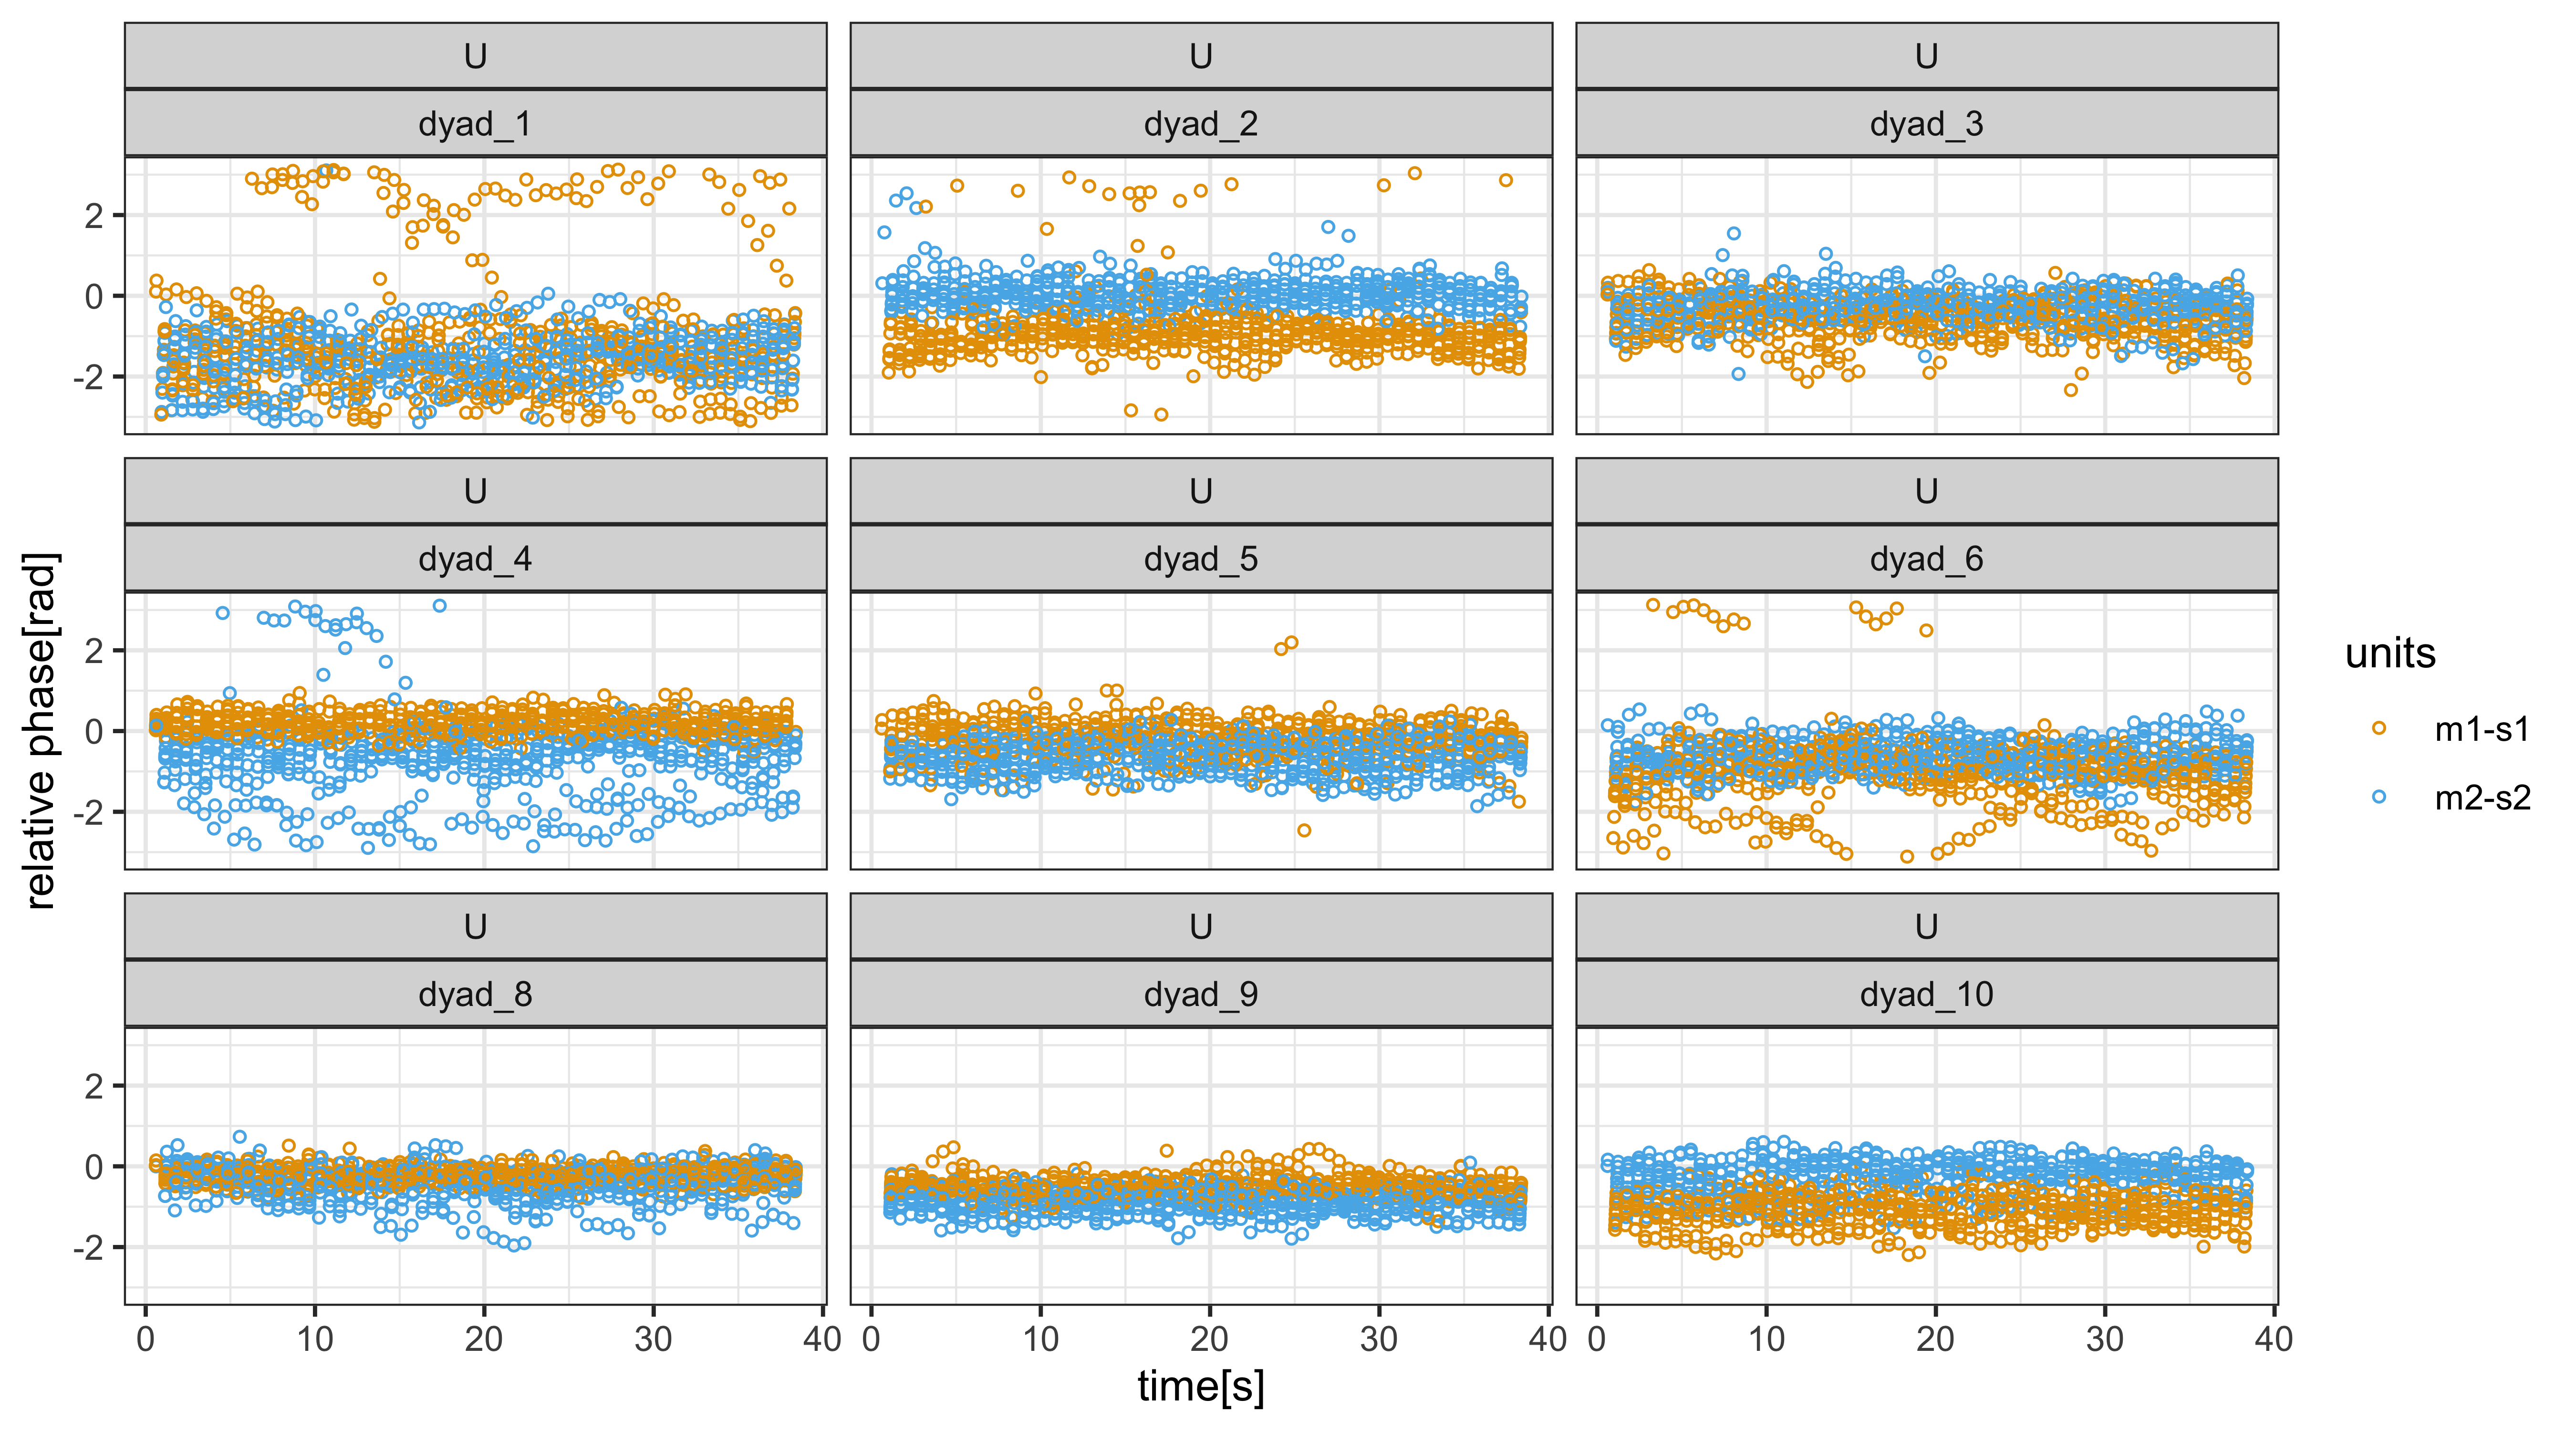 U U U
dyad_1 dyad_2 dyad_3
2
0
-2
U U U
dyad_4 dyad_5 dyad_6
2
0
-2
relative phase[rad]
units
m1-s1
m2-s2
U U U
dyad_8 dyad_9 dyad_10
2
0
-2
0 10 20 30 40 0 10 20 30 40 0 10 20 30 40
time[s]